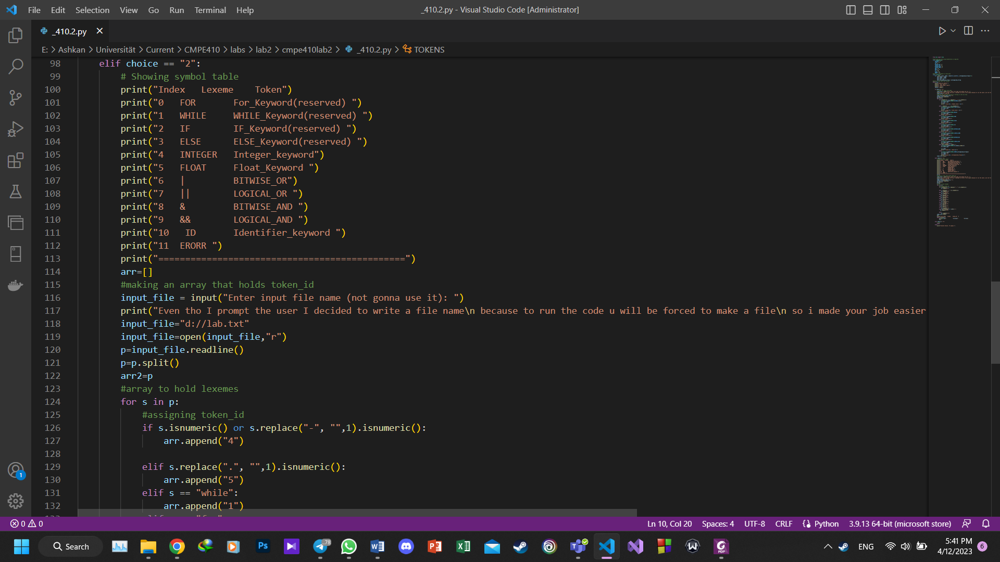 File Edit Selection View Go Run Terminal Help
_410.2.py - Visual Studio Code [Administrator]
_410.2.py
E: > Ashkan > Universität > Current > CMPE410 > labs > lab2 > cmpe410lab2 > _410.2.py > TOKENS
98 elif choice == "2":
99 # Showing symbol table
100 print("Index   Lexeme    Token")
101 print("0   FOR       For_Keyword(reserved) ")
102 print("1   WHILE     WHILE_Keyword(reserved) ")
103 print("2   IF        IF_Keyword(reserved) ")
104 print("3   ELSE      ELSE_Keyword(reserved) ")
105 print("4   INTEGER   Integer_keyword")
106 print("5   FLOAT     Float_Keyword ")
107 print("6   |         BITWISE_OR")
108 print("7   ||        LOGICAL_OR ")
109 print("8   &         BITWISE_AND ")
110 print("9   &&        LOGICAL_AND ")
111 print("10   ID       Identifier_keyword ")
112 print("11  ERORR ")
113 print("==============================================")
114 arr=[]
115 #making an array that holds token_id
116 input_file = input("Enter input file name (not gonna use it): ")
117 print("Even tho I prompt the user I decided to write a file name\n because to run the code u will be forced to make a file\n so i made your job easier
118 input_file="d://lab.txt"
119 input_file=open(input_file,"r")
120 p=input_file.readline()
121 p=p.split()
122 arr2=p
123 #array to hold lexemes
124 for s in p:
125 #assigning token_id
126 if s.isnumeric() or s.replace("-", "",1).isnumeric():
127 arr.append("4")
128
129 elif s.replace(".", "",1).isnumeric():
130 arr.append("5")
131 elif s == "while":
132 arr.append("1")
0 0 Ln 10, Col 20 Spaces: 4 UTF-8 CRLF Python 3.9.13 64-bit (microsoft store)
1
Search
Ps
78
ENG
5:41 PM
4/12/2023
6